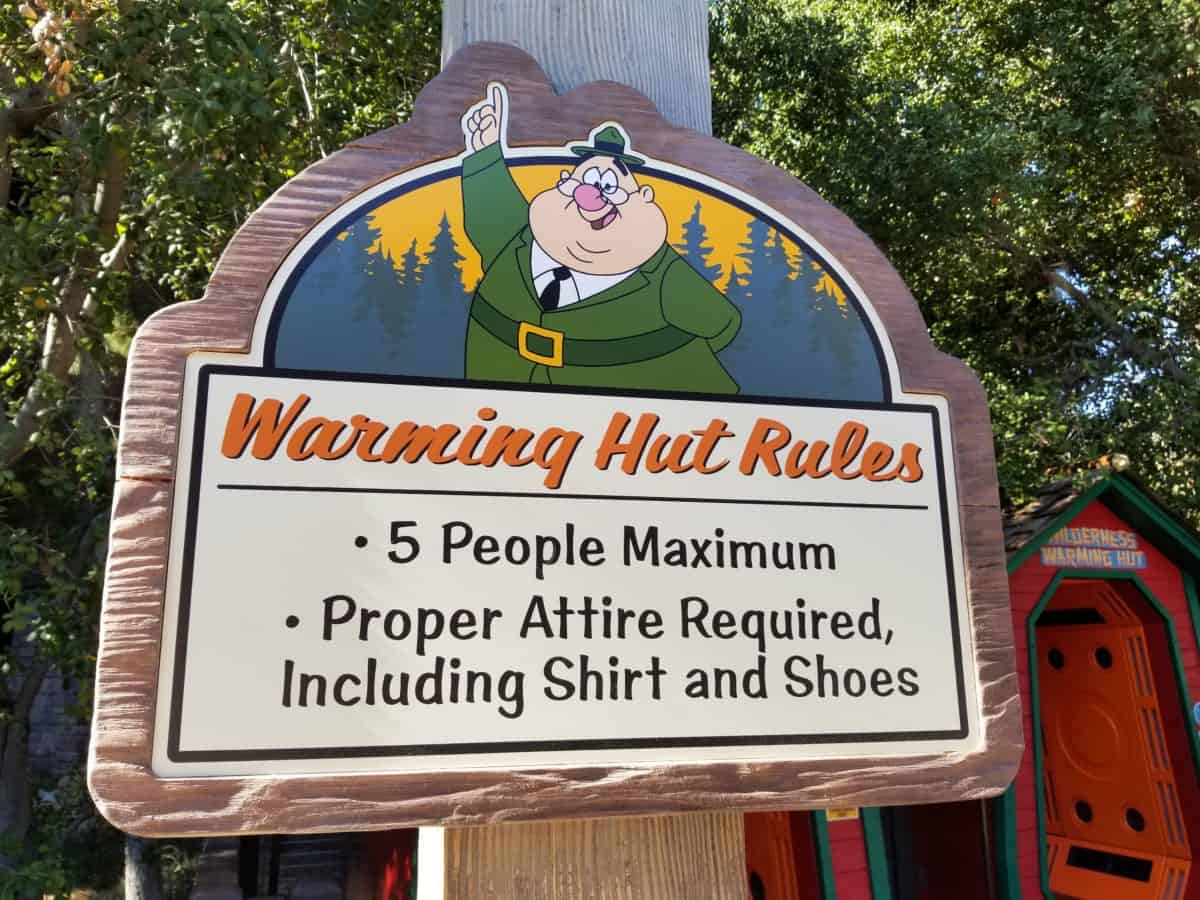 Warming Hut Rules
• 5 People Maximum
• Proper Attire Required,
Including Shirt and Shoes
WILDERNESS
WARMING HUT